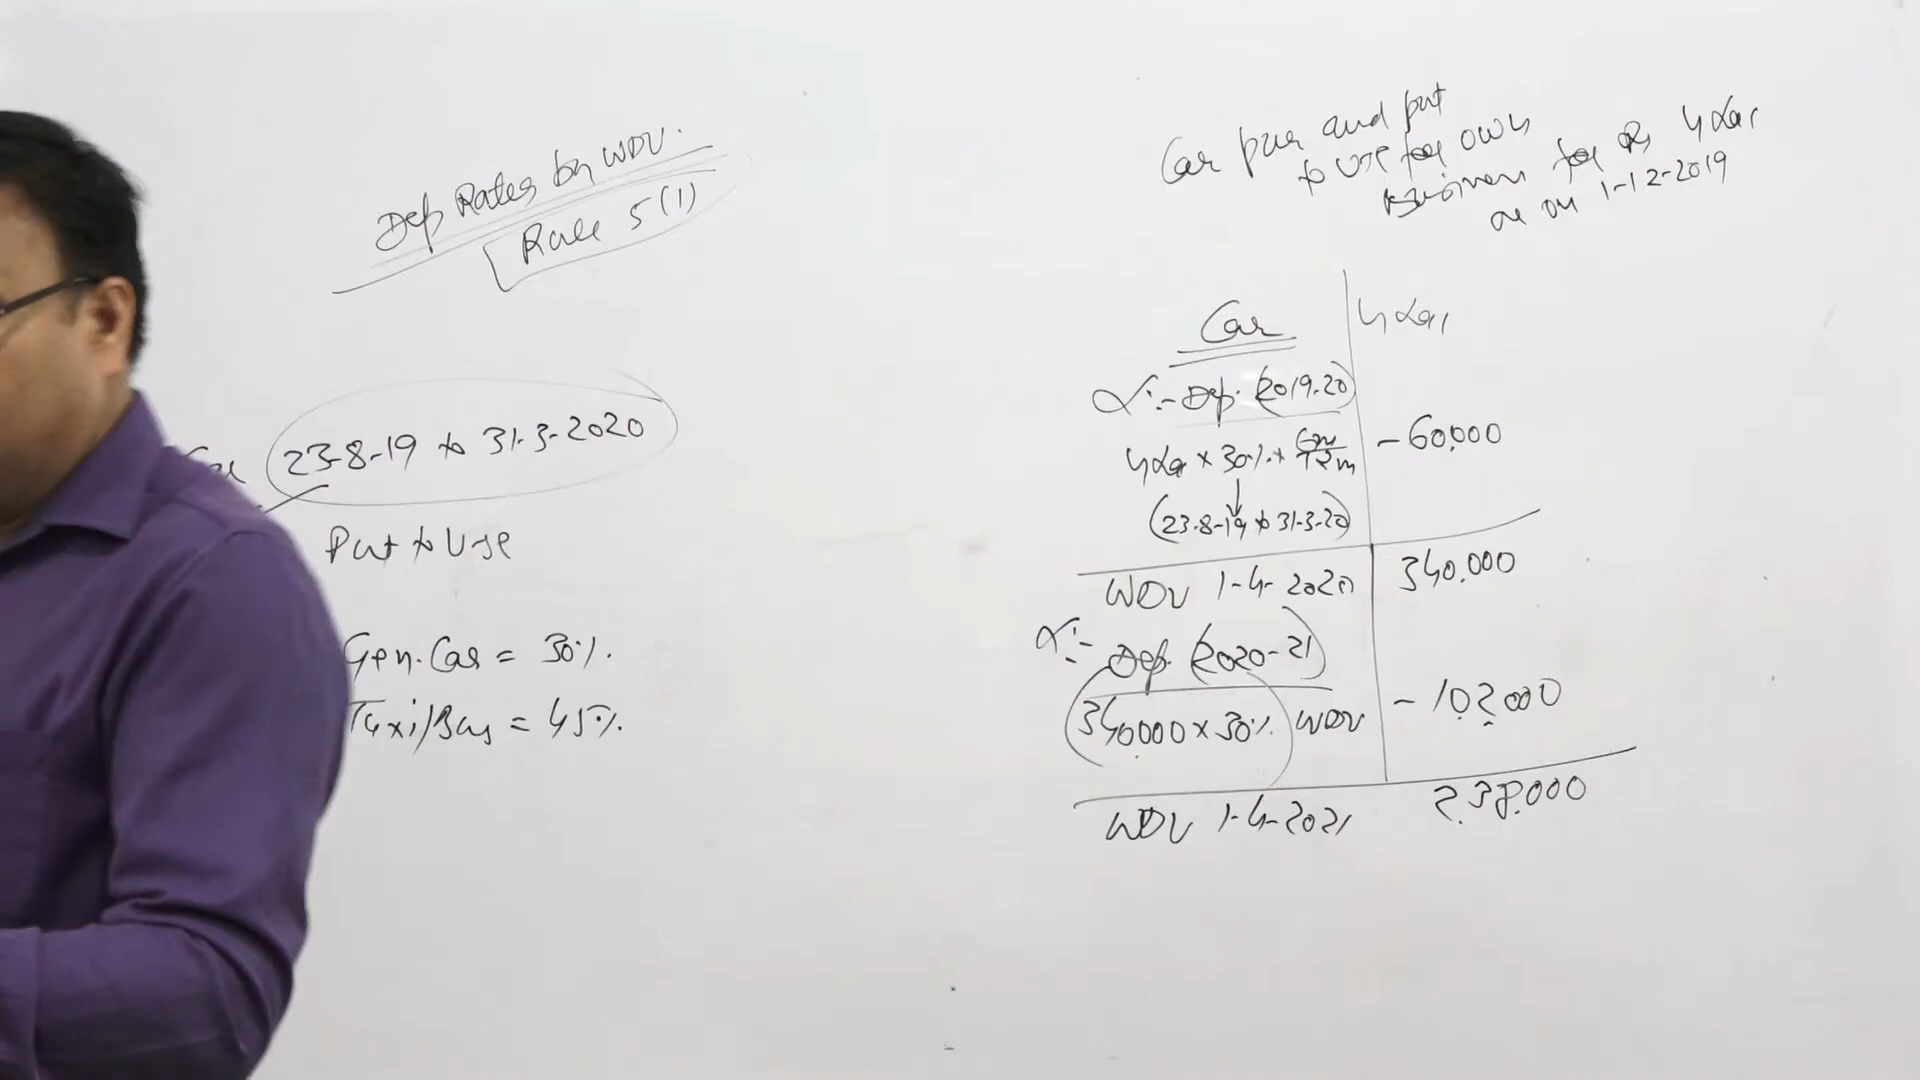 Dep Rates by WDV.
Rule 5(1)
23-8-19 to 31-3-2020
Put to Use
Gen. Car = 30%.
Taxi/Bus = 45%.
Car pur and put
to use for own
business for Rs 4 Lac
on 1-12-2019
Car 4 Lac
L:- Dep. (2019-20)
4 Lac × 30% × 6m/12m - 60,000
(23-8-19 to 31-3-20)
WDV 1-4-2020 340,000
L:- Dep. (2020-21)
340000 × 30% WDV - 102000
WDV 1-4-2021 2,38,000